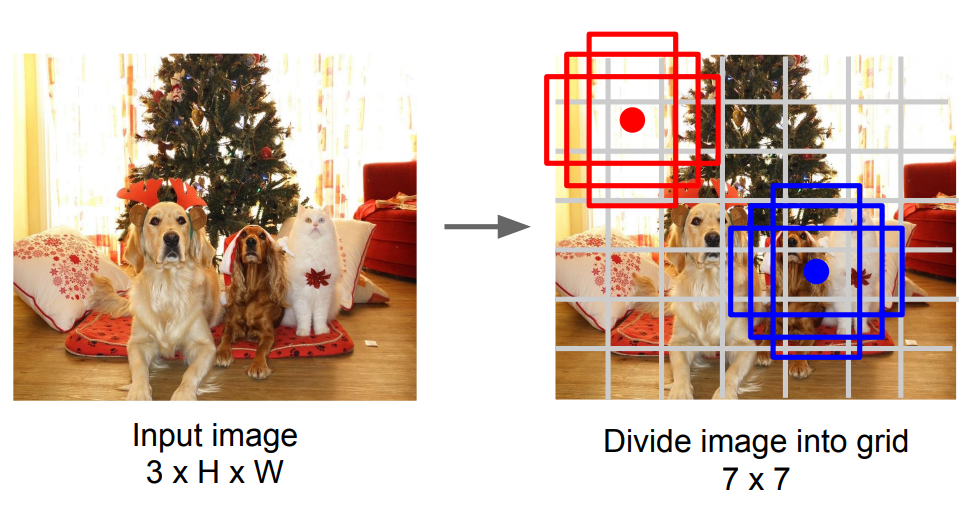 Input image
3 x H x W
Divide image into grid
7 x 7